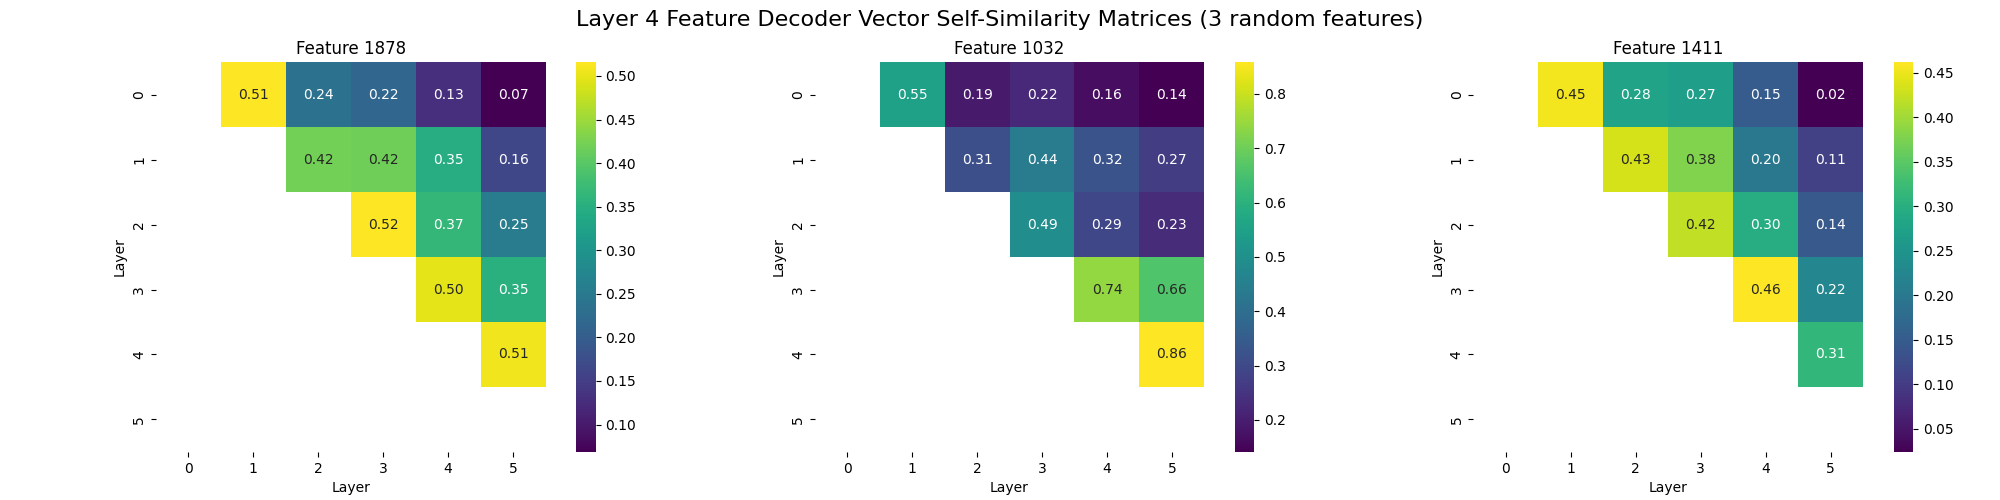 Layer 4 Feature Decoder Vector Self-Similarity Matrices (3 random features)
Feature 1878
0 0.51 0.24 0.22 0.13 0.07
1 0.42 0.42 0.35 0.16
2 0.52 0.37 0.25
3 0.50 0.35
4 0.51
5
0 1 2 3 4 5
Layer
Layer
0.50
0.45
0.40
0.35
0.30
0.25
0.20
0.15
0.10
Feature 1032
0 0.55 0.19 0.22 0.16 0.14
1 0.31 0.44 0.32 0.27
2 0.49 0.29 0.23
3 0.74 0.66
4 0.86
5
0 1 2 3 4 5
Layer
Layer
0.8
0.7
0.6
0.5
0.4
0.3
0.2
Feature 1411
0 0.45 0.28 0.27 0.15 0.02
1 0.43 0.38 0.20 0.11
2 0.42 0.30 0.14
3 0.46 0.22
4 0.31
5
0 1 2 3 4 5
Layer
Layer
0.45
0.40
0.35
0.30
0.25
0.20
0.15
0.10
0.05